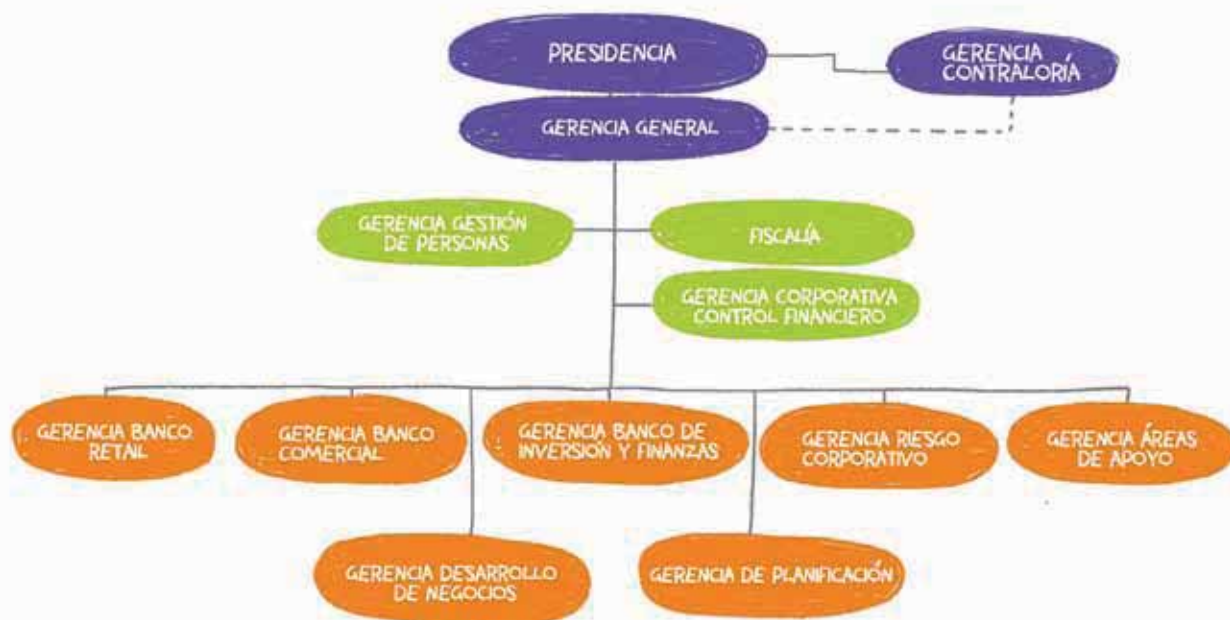 PRESIDENCIA
GERENCIA
CONTRALORÍA
GERENCIA GENERAL
GERENCIA GESTIÓN
DE PERSONAS
FISCALÍA
GERENCIA CORPORATIVA
CONTROL FINANCIERO
GERENCIA BANCO
RETAIL
GERENCIA BANCO
COMERCIAL
GERENCIA BANCO DE
INVERSIÓN Y FINANZAS
GERENCIA RIESGO
CORPORATIVO
GERENCIA ÁREAS
DE APOYO
GERENCIA DESARROLLO
DE NEGOCIOS
GERENCIA DE PLANIFICACIÓN